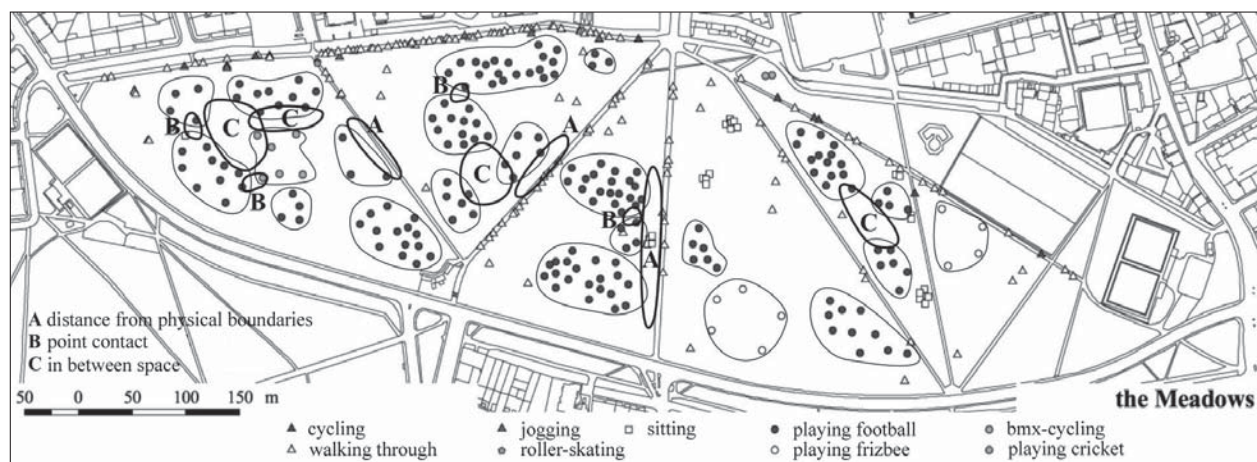 A
B
C
C
B
B
B
C
A
B
A
C
A distance from physical boundaries
B point contact
C in between space
50 0 50 100 150 m
the Meadows
cycling jogging sitting playing football bmx-cycling
walking through roller-skating playing frizbee playing cricket